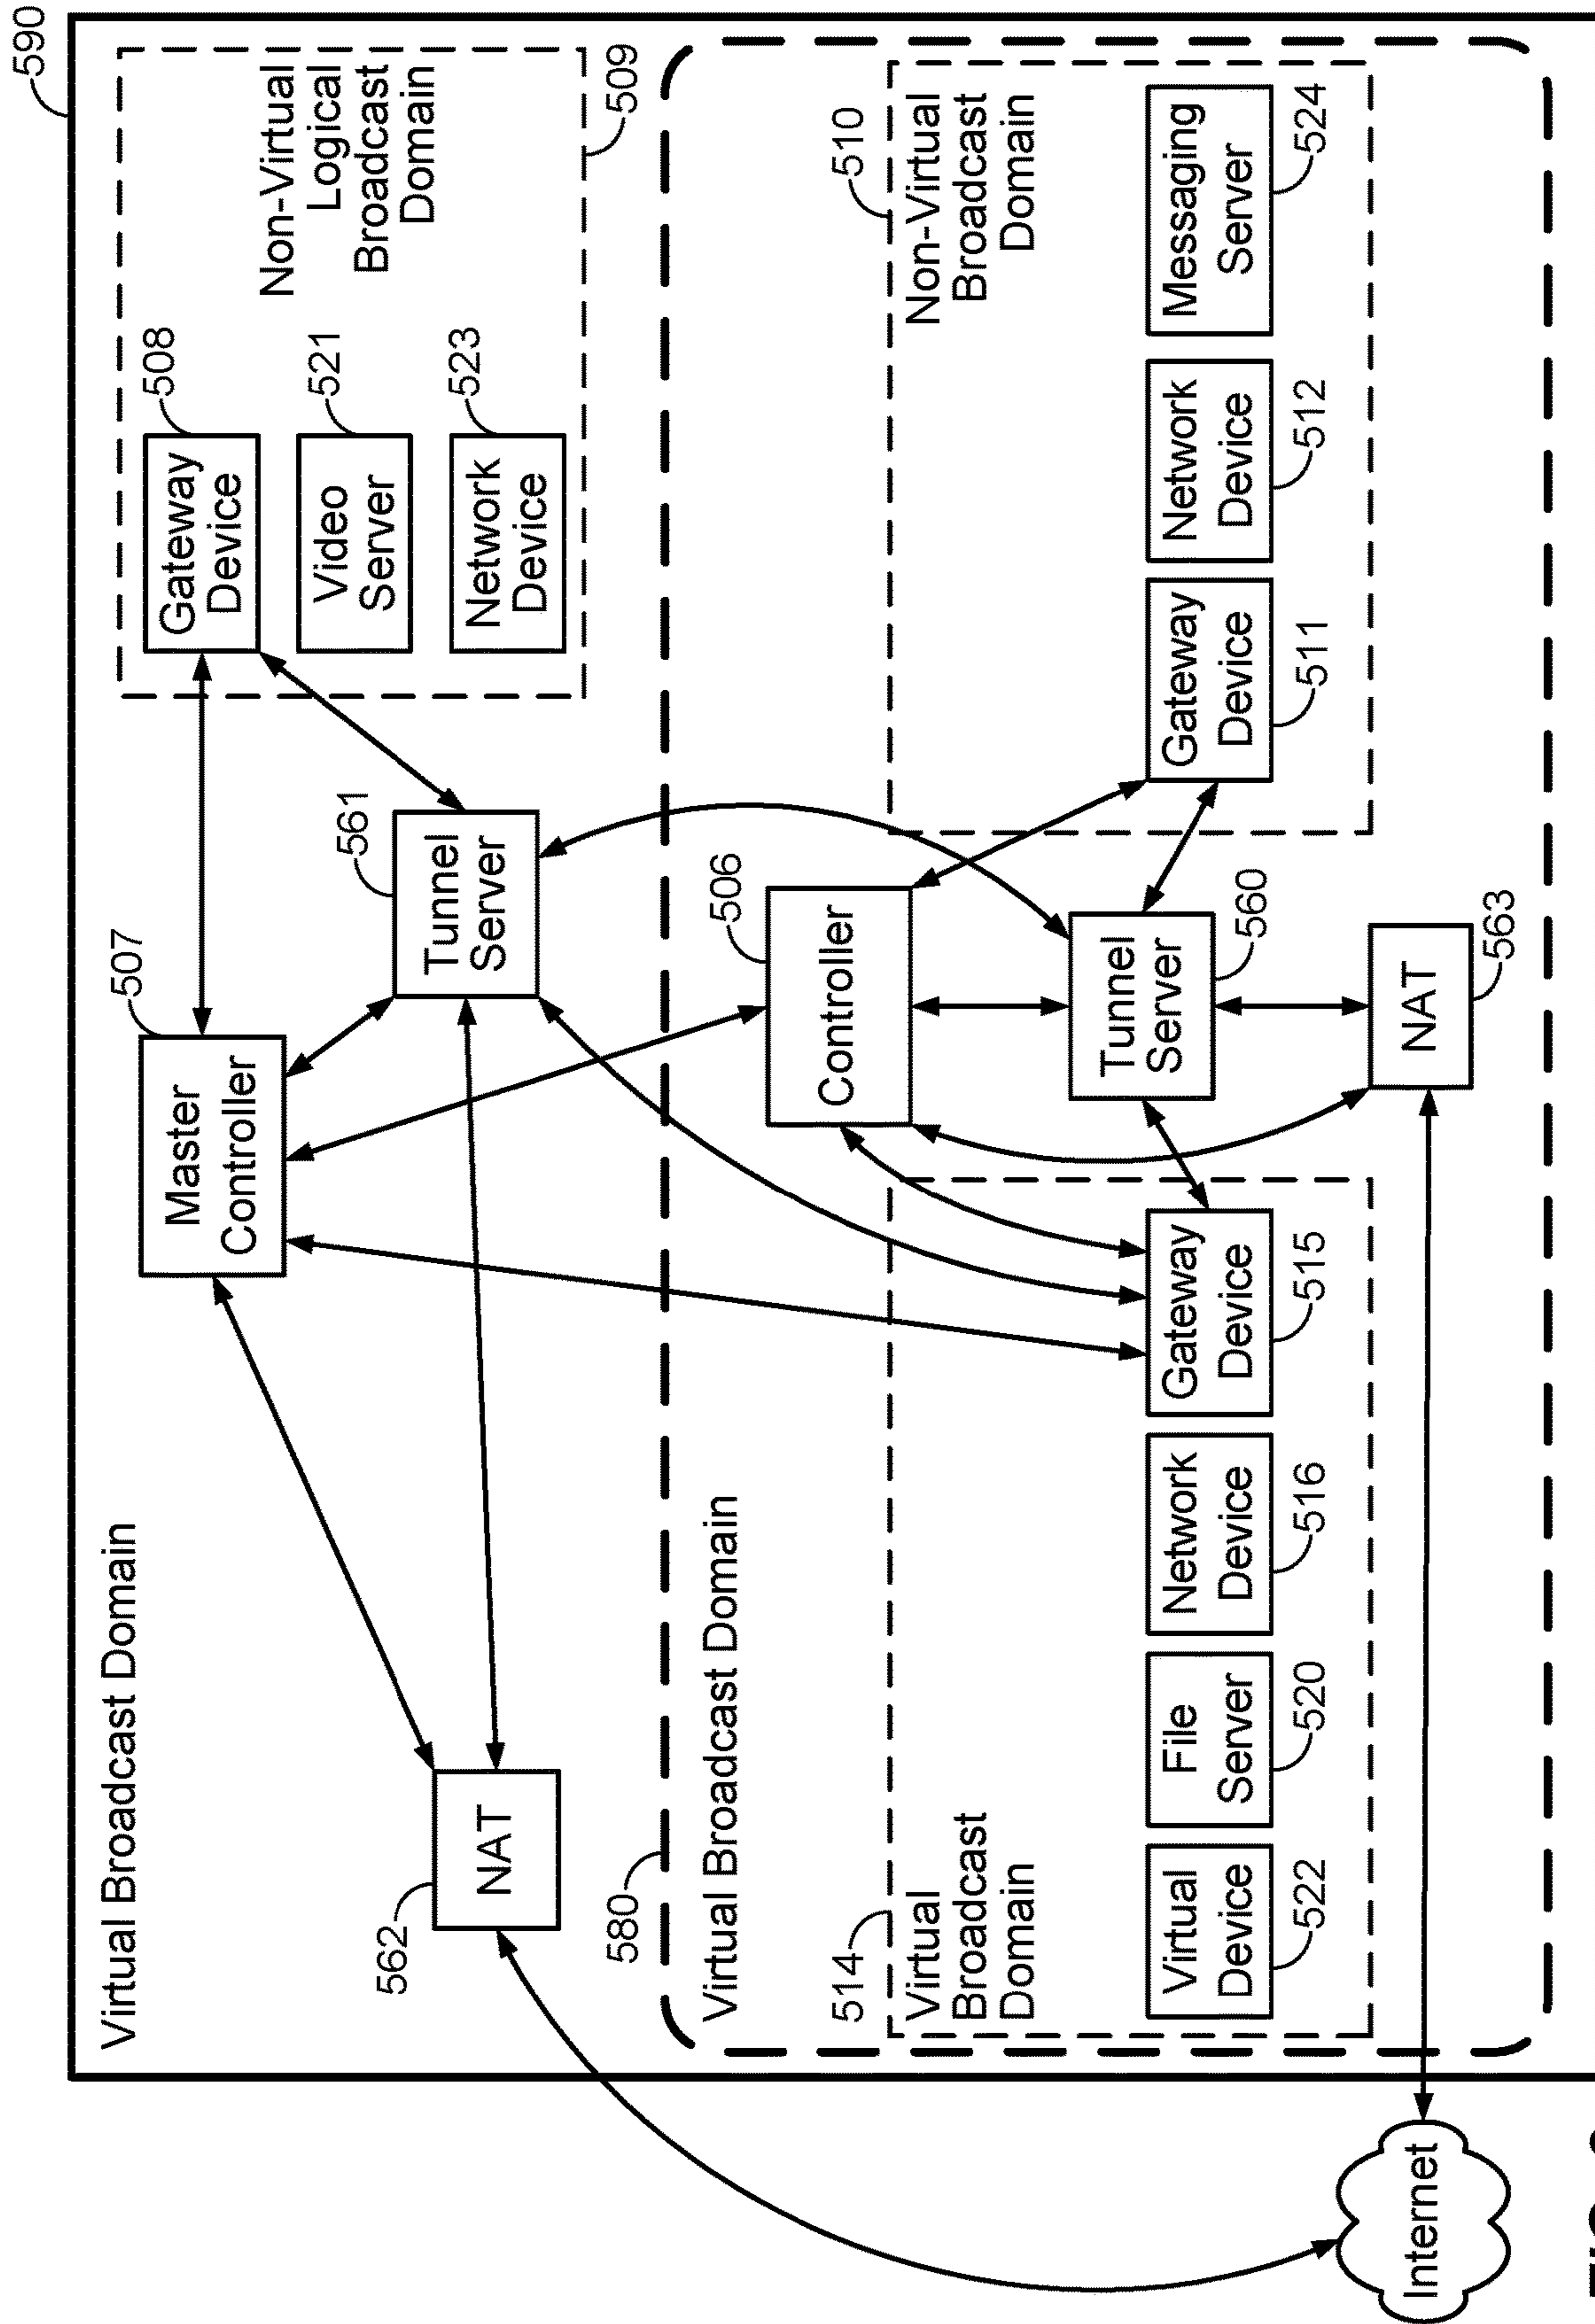 590
Virtual Broadcast Domain
507
Master
Controller
508
Gateway
Device
Non-Virtual
Logical
Broadcast
Domain
521
Video
Server
523
Network
Device
509
561
Tunnel
Server
562
NAT
580
Virtual Broadcast Domain
506
Controller
510
Non-Virtual
Broadcast
Domain
514
Virtual
Broadcast
Domain
Virtual
Device
522
File
Server
520
Network
Device
516
Gateway
Device
515
Tunnel
Server
560
Gateway
Device
511
Network
Device
512
Messaging
Server
524
NAT
563
Internet